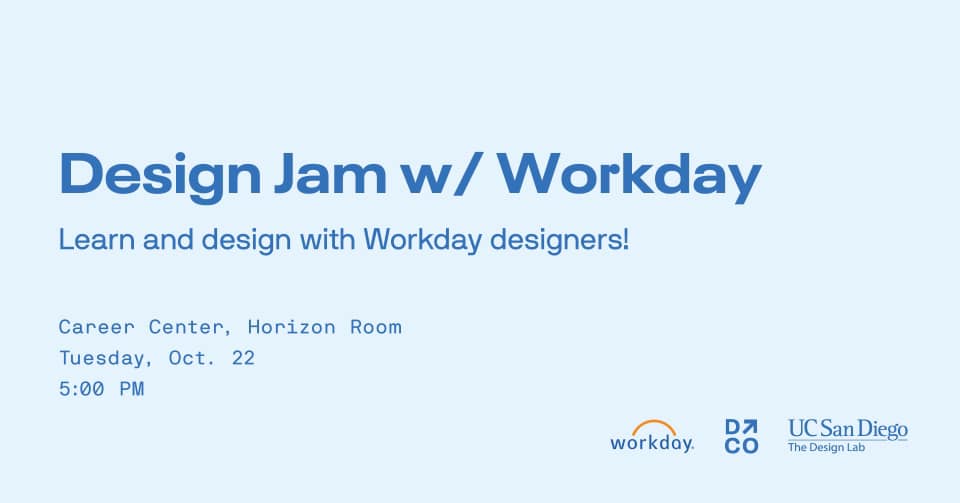 Design Jam w/ Workday
Learn and design with Workday designers!
Career Center, Horizon Room
Tuesday, Oct. 22
5:00 PM
workday.
D
CO
UC San Diego
The Design Lab